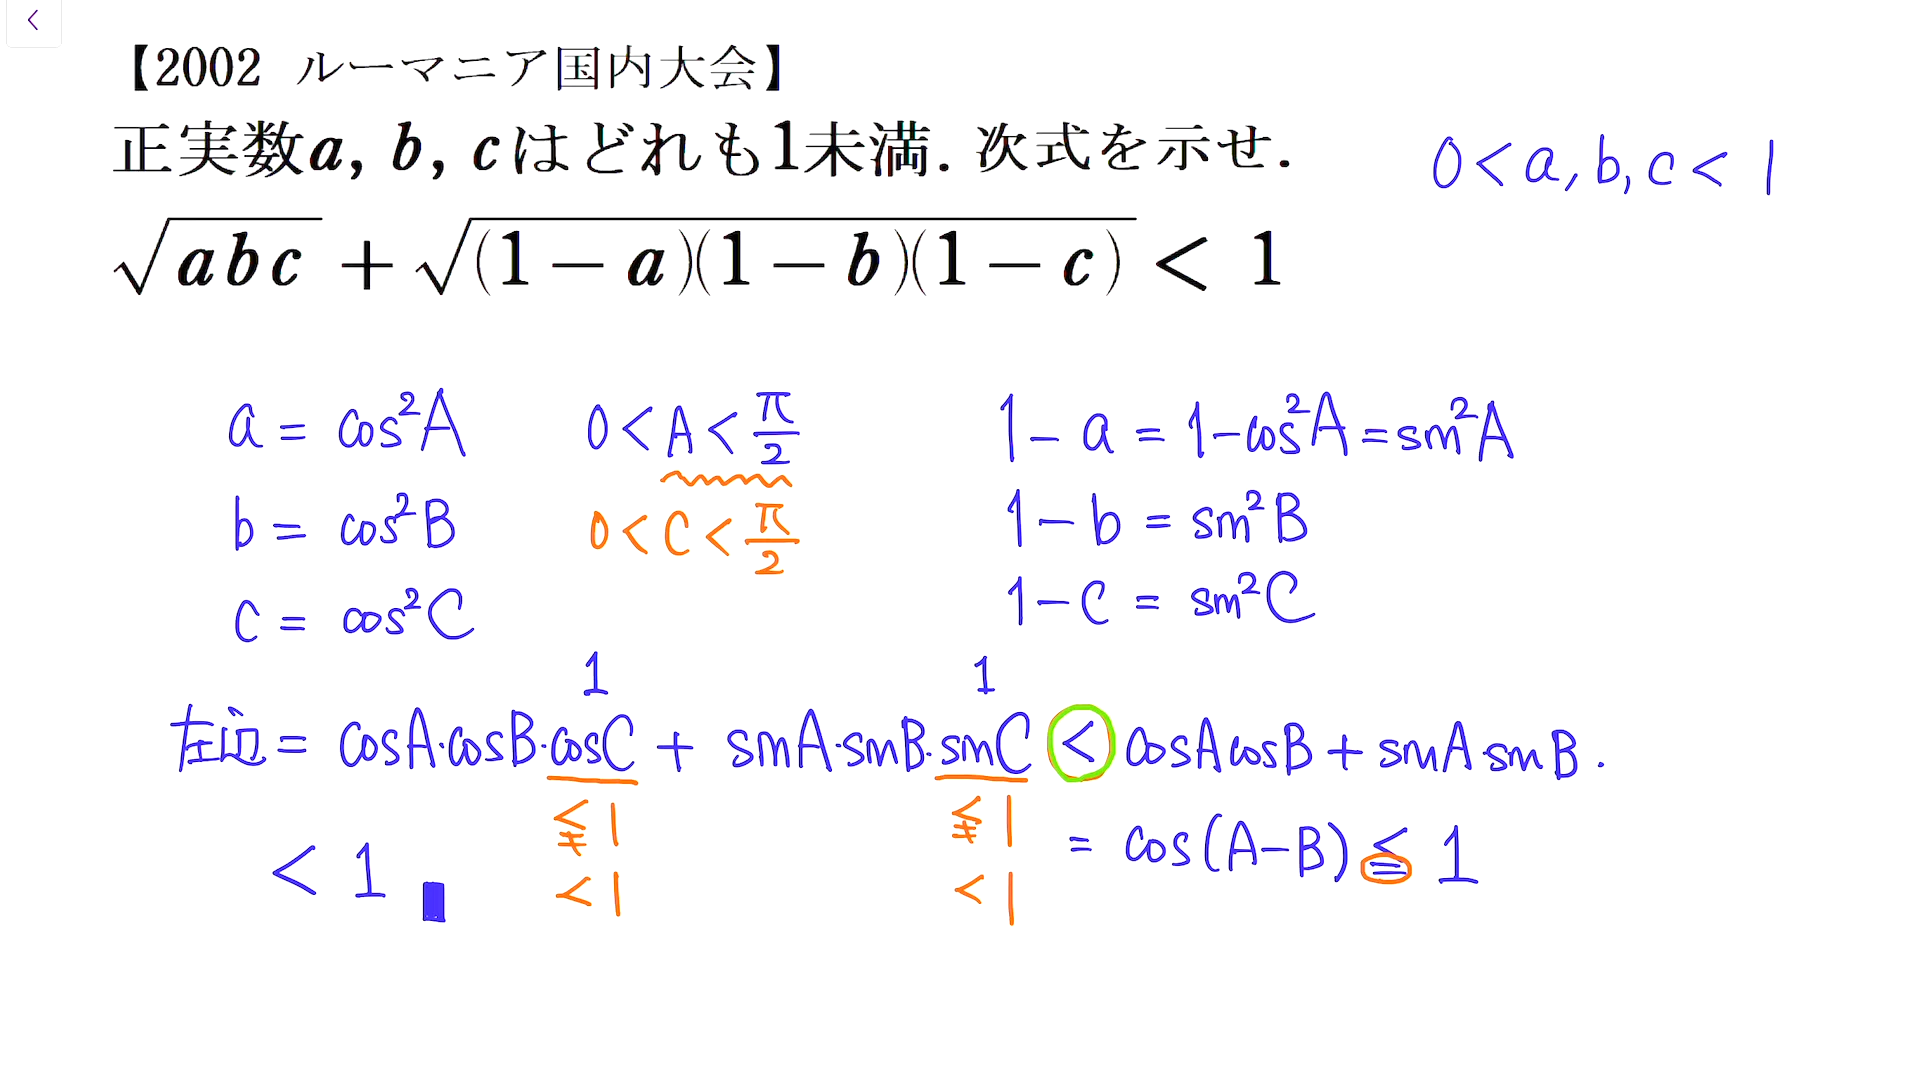 【2002 ルーマニア国内大会】
正実数a, b, cはどれも1未満. 次式を示せ.
0 < a, b, c < 1
√abc + √(1 − a)(1 − b)(1 − c) < 1
a = cos²A 0 < A < π/2 1 − a = 1 − cos²A = sin²A
b = cos²B 0 < C < π/2 1 − b = sin²B
c = cos²C 1 − c = sin²C
1 1
左辺 = cosA·cosB·cosC + sinA·sinB·sinC < cosAcosB + sinA·sinB.
≨ 1 ≨ 1 = cos(A−B) ≦ 1
< 1 < 1 < 1